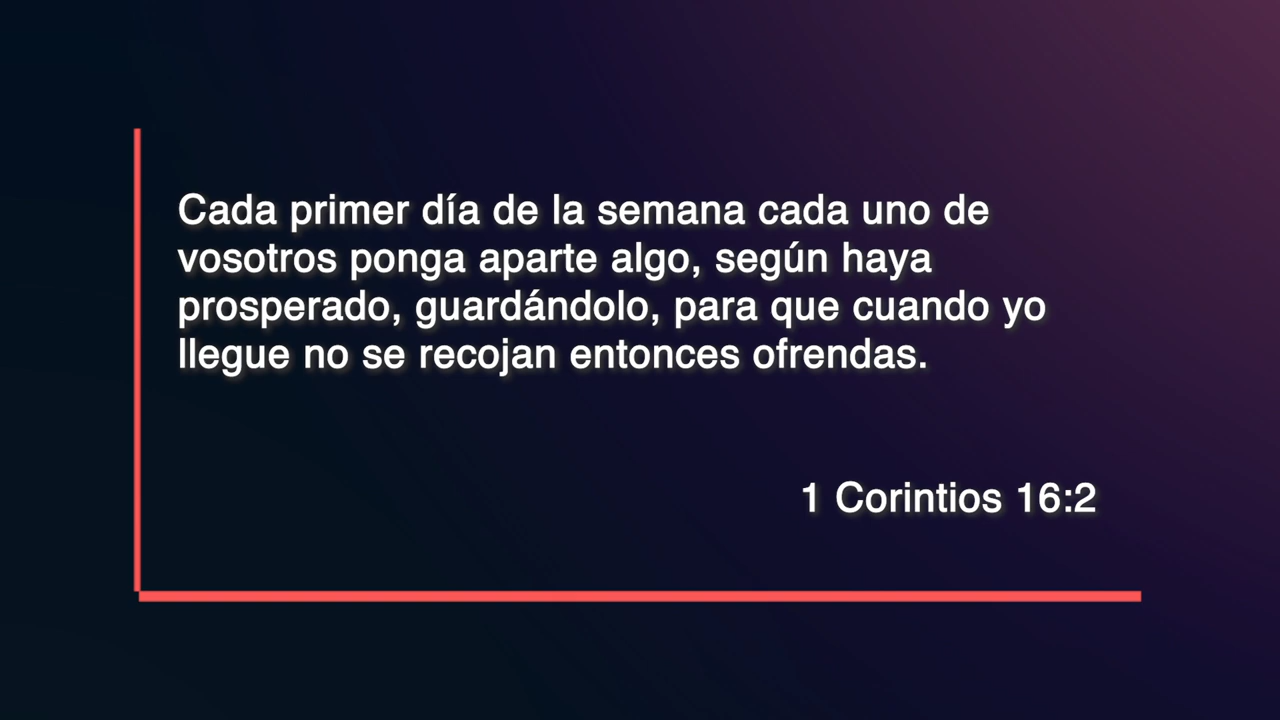 Cada primer día de la semana cada uno de
vosotros ponga aparte algo, según haya
prosperado, guardándolo, para que cuando yo
llegue no se recojan entonces ofrendas.
1 Corintios 16:2